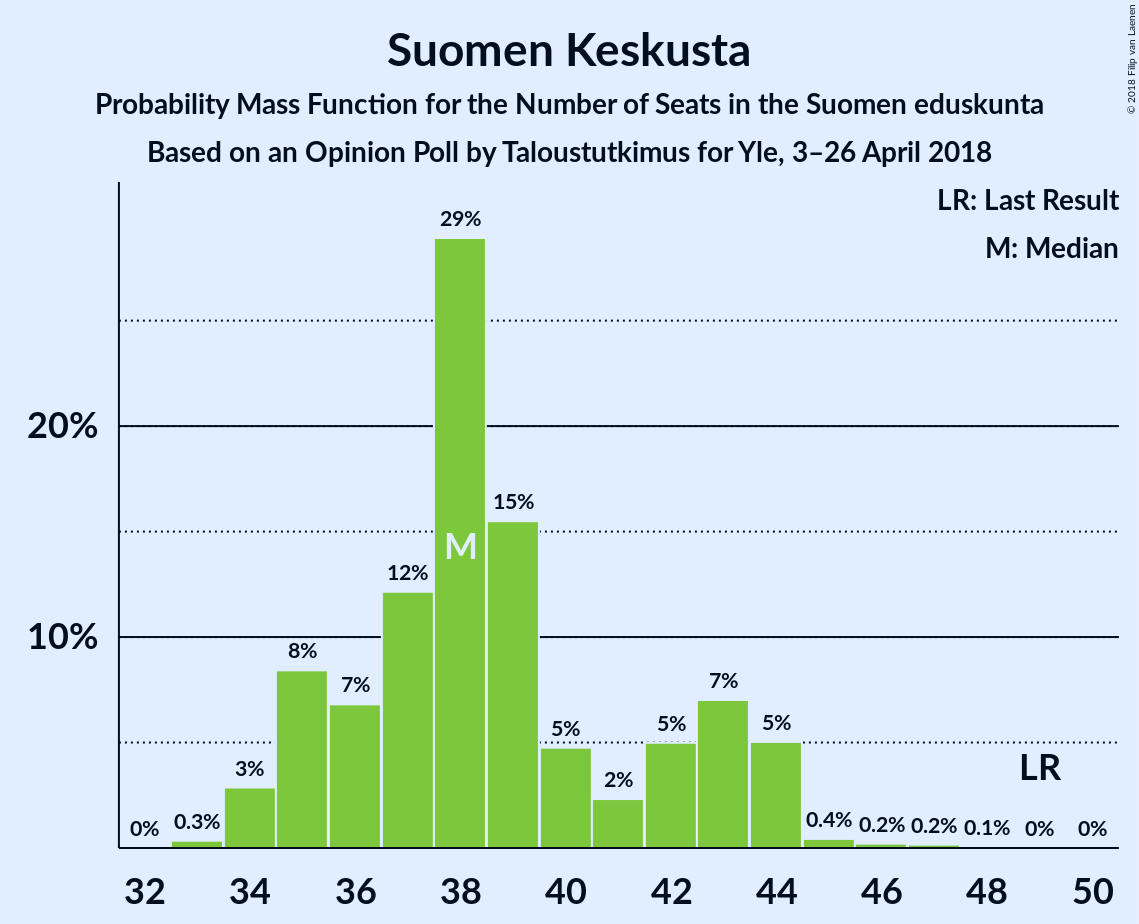 Suomen Keskusta
Probability Mass Function for the Number of Seats in the Suomen eduskunta
Based on an Opinion Poll by Taloustutkimus for Yle, 3–26 April 2018
© 2018 Filip van Laenen
LR: Last Result
M: Median
20%
10%
0%
0.3%
3%
8%
7%
12%
29%
M
15%
5%
2%
5%
7%
5%
0.4%
0.2%
0.2%
0.1%
0%
LR
0%
32 34 36 38 40 42 44 46 48 50